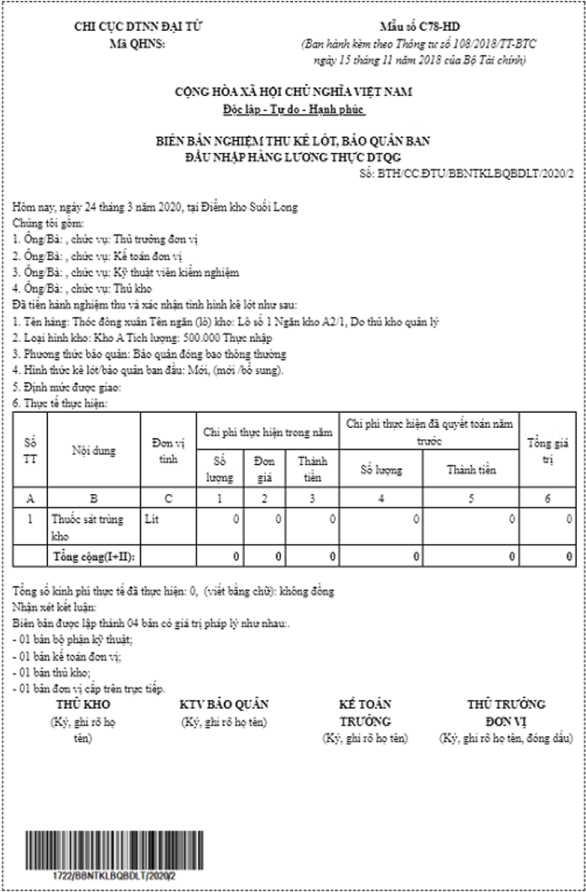 CHI CỤC DTNN ĐẠI TỪ
Mã QHNS:
Mẫu số C78-HD
(Ban hành kèm theo Thông tư số 108/2018/TT-BTC
ngày 15 tháng 11 năm 2018 của Bộ Tài chính)
CỘNG HÒA XÃ HỘI CHỦ NGHĨA VIỆT NAM
Độc lập - Tự do - Hạnh phúc
BIÊN BẢN NGHIỆM THU KÊ LÓT, BẢO QUẢN BAN
ĐẦU NHẬP HÀNG LƯƠNG THỰC DTQG
Số: BTH/CC.ĐTU/BBNTKLBQBDLT/2020/2
Hôm nay, ngày 24 tháng 3 năm 2020, tại Điểm kho Suối Long
Chúng tôi gồm:
1. Ông/Bà: , chức vụ: Thủ trưởng đơn vị
2. Ông/Bà: , chức vụ: Kế toán đơn vị
3. Ông/Bà: , chức vụ: Kỹ thuật viên kiểm nghiệm
4. Ông/Bà: , chức vụ: Thủ kho
Đã tiến hành nghiệm thu và xác nhận tình hình kê lót như sau:
1. Tên hàng: Thóc đông xuân Tên ngăn (lô) kho: Lô số 1 Ngăn kho A2/1, Do thủ kho quản lý
2. Loại hình kho: Kho A Tích lượng: 500.000 Thực nhập
3. Phương thức bảo quản: Bảo quản đóng bao thông thường
4. Hình thức kê lót/bảo quản ban đầu: Mới, (mới /bổ sung).
5. Định mức được giao:
6. Thực tế thực hiện:
Số TT Nội dung Đơn vị tính Chi phí thực hiện trong năm Chi phí thực hiện đã quyết toán năm trước Tổng giá trị
Số lượng Đơn giá Thành tiền Số lượng Thành tiền
A B C 1 2 3 4 5 6
1 Thuốc sát trùng kho Lít 0 0 0 0 0 0
Tổng cộng(I+II): 0 0 0 0 0 0
Tổng số kinh phí thực tế đã thực hiện: 0, (viết bằng chữ): không đồng
Nhận xét kết luận:
Biên bản được lập thành 04 bản có giá trị pháp lý như nhau:.
- 01 bản bộ phận kỹ thuật;
- 01 bản kế toán đơn vị;
- 01 bản thủ kho;
- 01 bản đơn vị cấp trên trực tiếp.
THỦ KHO
(Ký, ghi rõ họ
tên)
KTV BẢO QUẢN
(Ký, ghi rõ họ tên)
KẾ TOÁN
TRƯỞNG
(Ký, ghi rõ họ tên)
THỦ TRƯỞNG
ĐƠN VỊ
(Ký, ghi rõ họ tên, đóng dấu)
1722/BBNTKLBQBDLT/2020/2